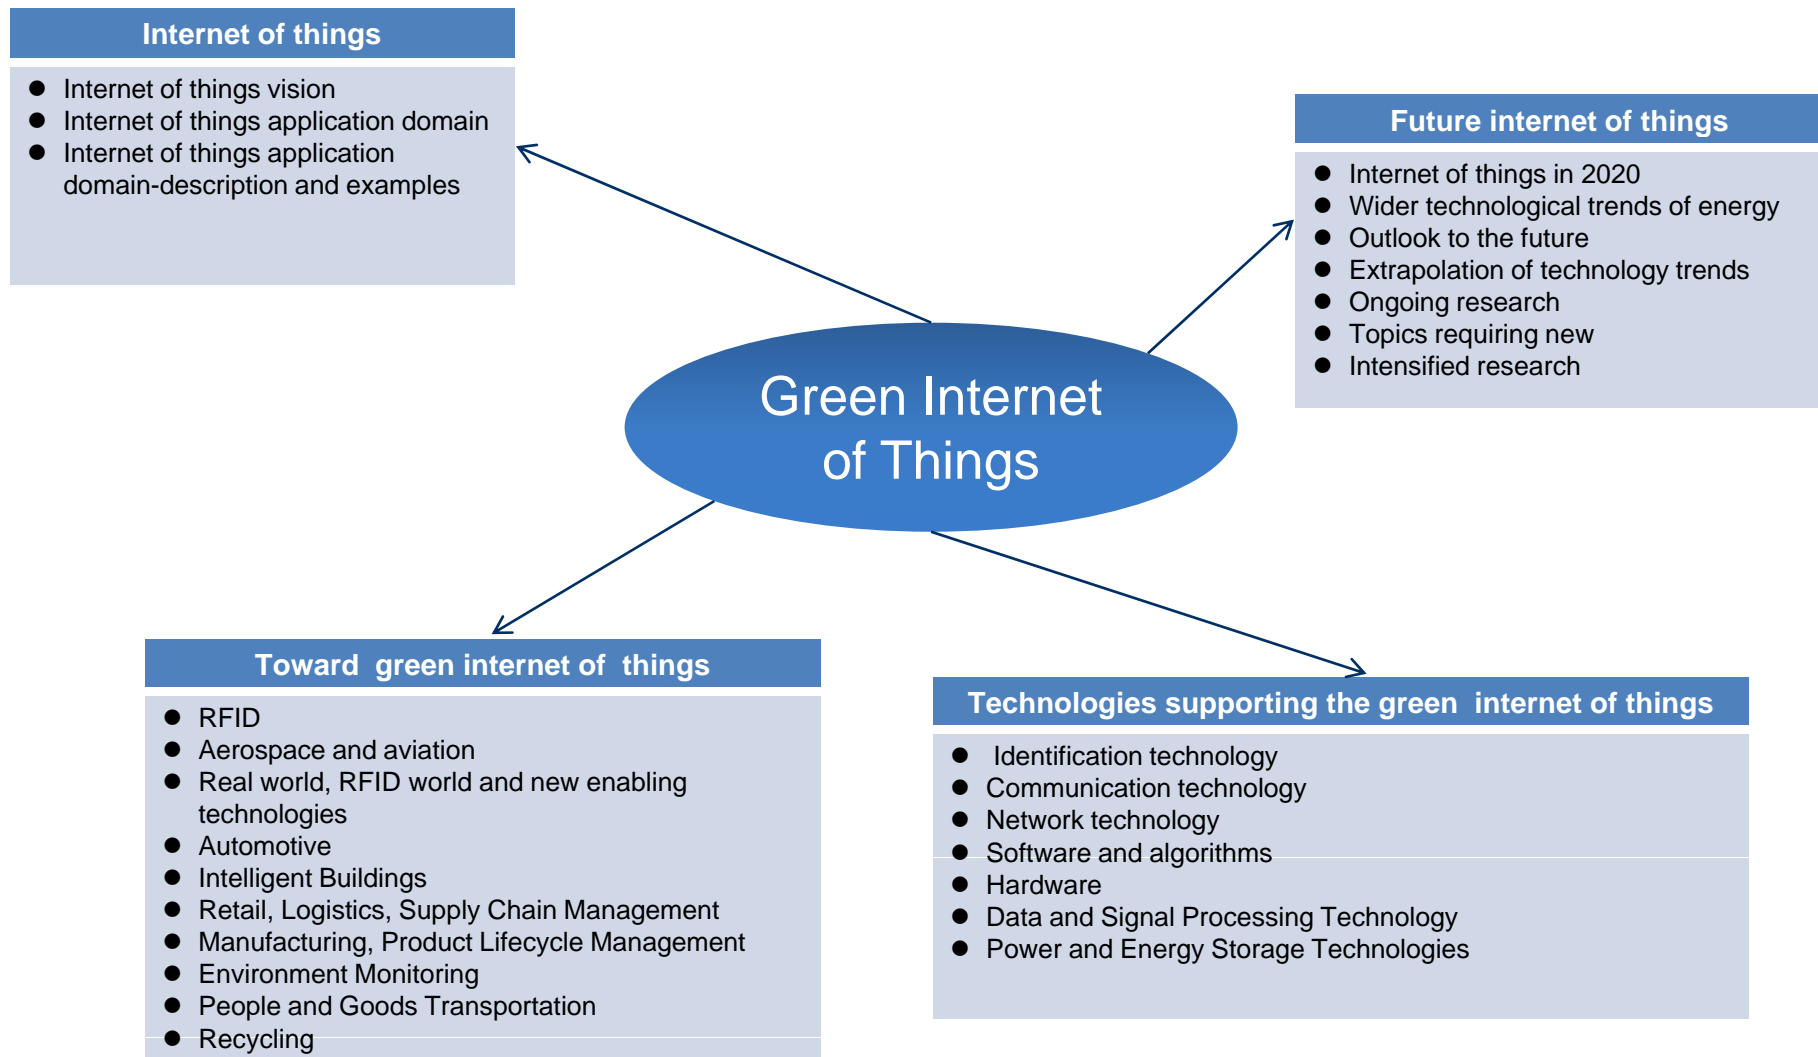 Internet of things
Internet of things vision
Internet of things application domain
Internet of things application
domain-description and examples
Future internet of things
Internet of things in 2020
Wider technological trends of energy
Outlook to the future
Extrapolation of technology trends
Ongoing research
Topics requiring new
Intensified research
Green Internet
of Things
Toward green internet of things
RFID
Aerospace and aviation
Real world, RFID world and new enabling
technologies
Automotive
Intelligent Buildings
Retail, Logistics, Supply Chain Management
Manufacturing, Product Lifecycle Management
Environment Monitoring
People and Goods Transportation
Recycling
Technologies supporting the green internet of things
Identification technology
Communication technology
Network technology
Software and algorithms
Hardware
Data and Signal Processing Technology
Power and Energy Storage Technologies